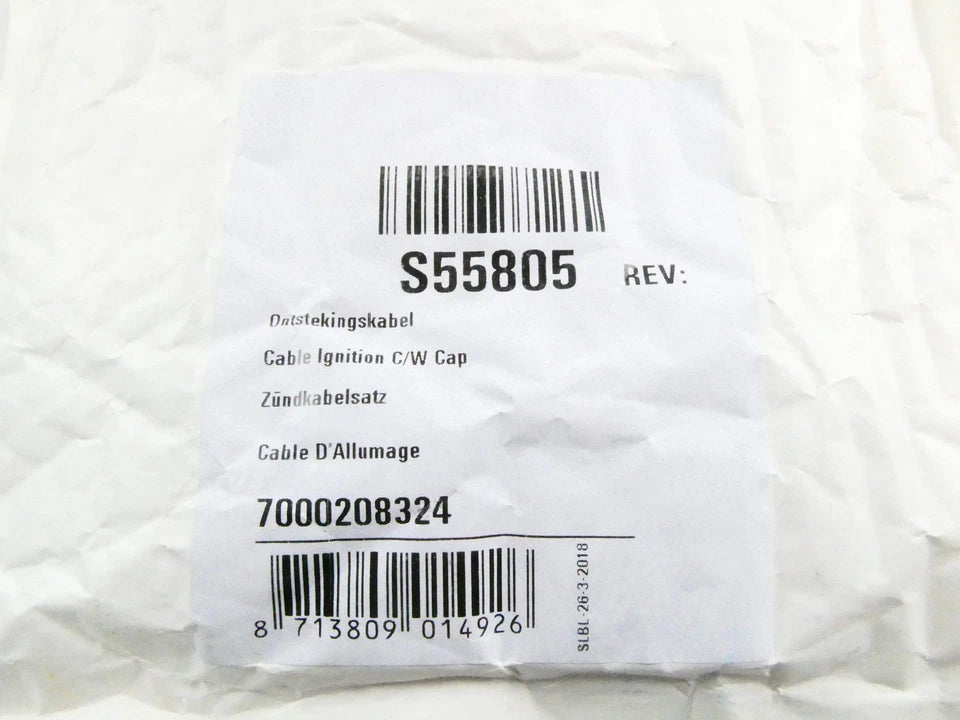 S55805 REV:
Ontstekingskabel
Cable Ignition C/W Cap
Zündkabelsatz
Cable D'Allumage
7000208324
8 713809 014926
SLBL-26-3-2018